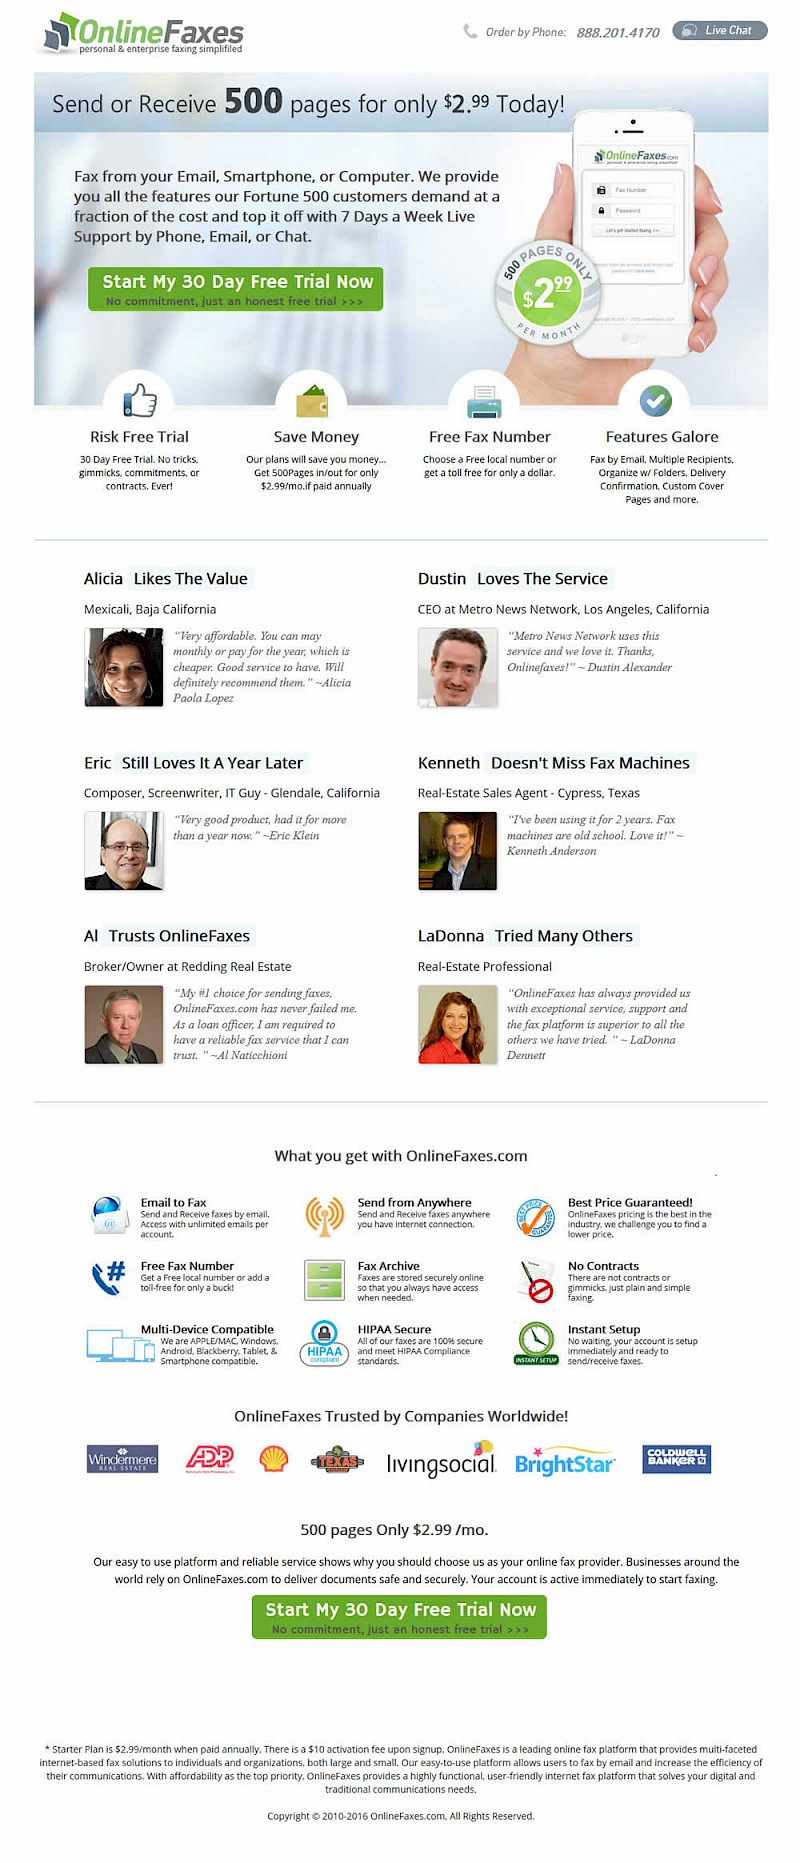 OnlineFaxes
personal & enterprise faxing simplifiled
Order by Phone: 888.201.4170
Live Chat
Send or Receive 500 pages for only $2.99 Today!
Fax from your Email, Smartphone, or Computer. We provide
you all the features our Fortune 500 customers demand at a
fraction of the cost and top it off with 7 Days a Week Live
Support by Phone, Email, or Chat.
Start My 30 Day Free Trial Now
No commitment, just an honest free trial >>>
OnlineFaxes.com
Fax Number
Password
Let's get started faxing >>>
500 PAGES ONLY
$2.99
PER MONTH
Risk Free Trial
30 Day Free Trial. No tricks,
gimmicks, commitments, or
contracts. Ever!
Save Money
Our plans will save you money...
Get 500Pages in/out for only
$2.99/mo.if paid annually
Free Fax Number
Choose a Free local number or
get a toll free for only a dollar.
Features Galore
Fax by Email, Multiple Recipients,
Organize w/ Folders, Delivery
Confirmation, Custom Cover
Pages and more.
Alicia Likes The Value
Mexicali, Baja California
"Very affordable. You can may
monthly or pay for the year, which is
cheaper. Good service to have. Will
definitely recommend them." ~Alicia
Paola Lopez
Dustin Loves The Service
CEO at Metro News Network, Los Angeles, California
"Metro News Network uses this
service and we love it. Thanks,
Onlinefaxes!" ~ Dustin Alexander
Eric Still Loves It A Year Later
Composer, Screenwriter, IT Guy - Glendale, California
"Very good product, had it for more
than a year now." ~Eric Klein
Kenneth Doesn't Miss Fax Machines
Real-Estate Sales Agent - Cypress, Texas
"I've been using it for 2 years. Fax
machines are old school. Love it!" ~
Kenneth Anderson
Al Trusts OnlineFaxes
Broker/Owner at Redding Real Estate
"My #1 choice for sending faxes,
OnlineFaxes.com has never failed me.
As a loan officer, I am required to
have a reliable fax service that I can
trust. " ~Al Naticchioni
LaDonna Tried Many Others
Real-Estate Professional
"OnlineFaxes has always provided us
with exceptional service, support and
the fax platform is superior to all the
others we have tried. " ~ LaDonna
Dennett
What you get with OnlineFaxes.com
Email to Fax
Send and Receive faxes by email.
Access with unlimited emails per
account.
Send from Anywhere
Send and Receive faxes anywhere
you have internet connection.
BEST PRICE GUARANTEE
Best Price Guaranteed!
OnlineFaxes pricing is the best in the
industry, we challenge you to find a
lower price.
Free Fax Number
Get a Free local number or add a
toll-free for only a buck!
Fax Archive
Faxes are stored securely online
so that you always have access
when needed.
No Contracts
There are not contracts or
gimmicks, just plain and simple
faxing.
Multi-Device Compatible
We are APPLE/MAC, Windows,
Android, Blackberry, Tablet, &
Smartphone compatible.
HIPAA
compliant
HIPAA Secure
All of our faxes are 100% secure
and meet HIPAA Compliance
standards.
INSTANT SETUP
Instant Setup
No waiting, your account is setup
immediately and ready to
send/receive faxes.
OnlineFaxes Trusted by Companies Worldwide!
Windermere
REAL ESTATE
ADP
Automatic Data Processing, Inc.
TEXAS
livingsocial.
BrightStar
COLDWELL
BANKER
500 pages Only $2.99 /mo.
Our easy to use platform and reliable service shows why you should choose us as your online fax provider. Businesses around the
world rely on OnlineFaxes.com to deliver documents safe and securely. Your account is active immediately to start faxing.
Start My 30 Day Free Trial Now
No commitment, just an honest free trial >>>
* Starter Plan is $2.99/month when paid annually. There is a $10 activation fee upon signup. OnlineFaxes is a leading online fax platform that provides multi-faceted
internet-based fax solutions to individuals and organizations, both large and small. Our easy-to-use platform allows users to fax by email and increase the efficiency of
their communications. With affordability as the top priority, OnlineFaxes provides a highly functional, user-friendly internet fax platform that solves your digital and
traditional communications needs.
Copyright © 2010-2016 OnlineFaxes.com, All Rights Reserved.